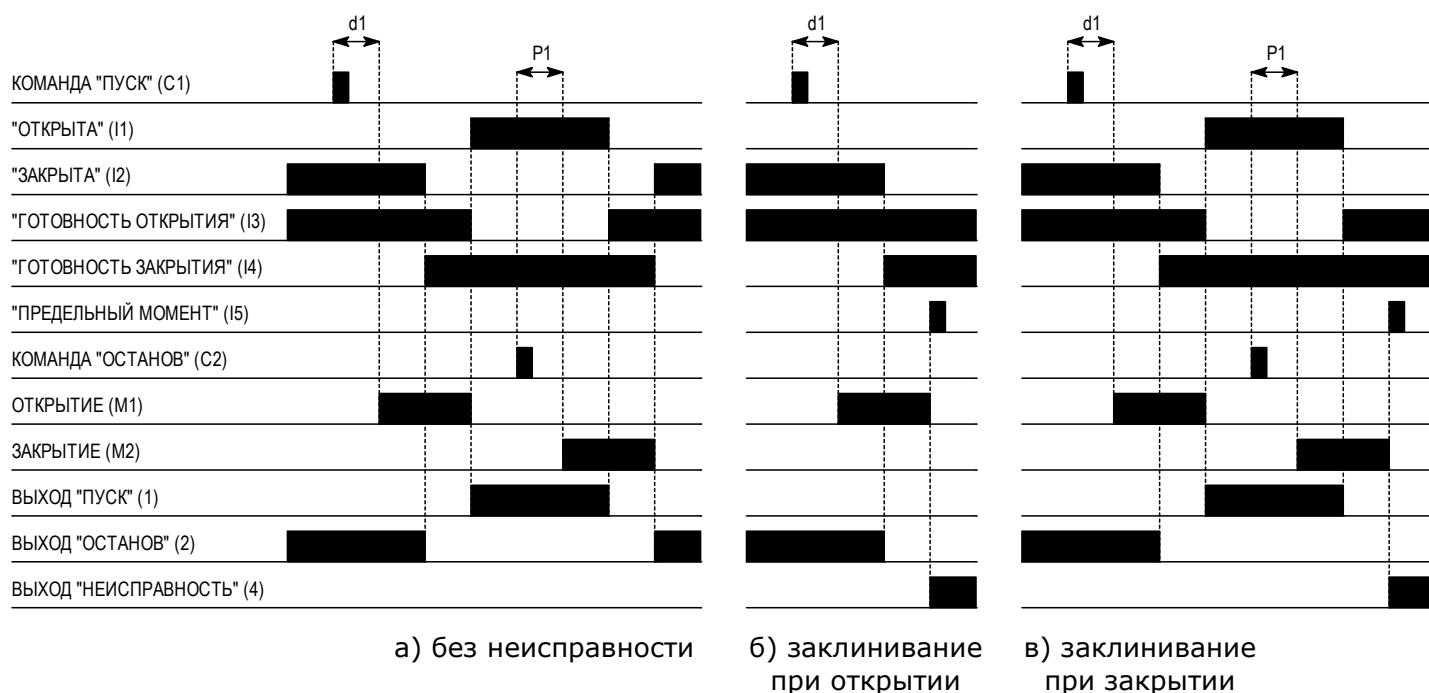 d1
P1
d1
d1
P1
КОМАНДА "ПУСК" (C1)
"ОТКРЫТА" (I1)
"ЗАКРЫТА" (I2)
"ГОТОВНОСТЬ ОТКРЫТИЯ" (I3)
"ГОТОВНОСТЬ ЗАКРЫТИЯ" (I4)
"ПРЕДЕЛЬНЫЙ МОМЕНТ" (I5)
КОМАНДА "ОСТАНОВ" (C2)
ОТКРЫТИЕ (M1)
ЗАКРЫТИЕ (M2)
ВЫХОД "ПУСК" (1)
ВЫХОД "ОСТАНОВ" (2)
ВЫХОД "НЕИСПРАВНОСТЬ" (4)
а) без неисправности
б) заклинивание
при открытии
в) заклинивание
при закрытии